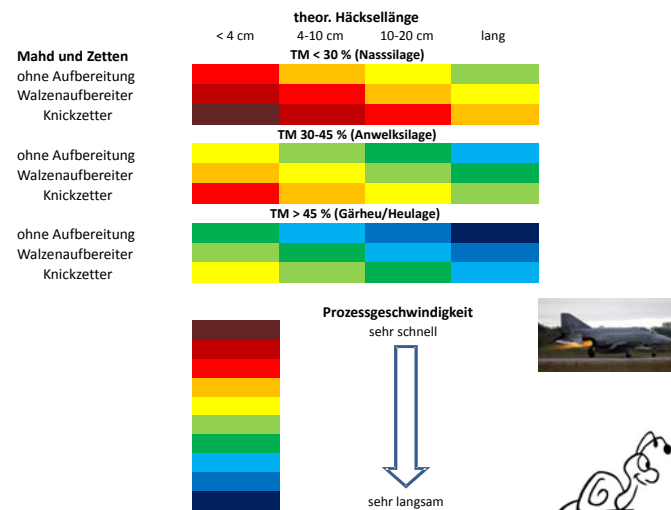 theor. Häcksellänge
< 4 cm 4-10 cm 10-20 cm lang
Mahd und Zetten TM < 30 % (Nasssilage)
ohne Aufbereitung
Walzenaufbereiter
Knickzetter
TM 30-45 % (Anwelksilage)
ohne Aufbereitung
Walzenaufbereiter
Knickzetter
TM > 45 % (Gärheu/Heulage)
ohne Aufbereitung
Walzenaufbereiter
Knickzetter
Prozessgeschwindigkeit
sehr schnell
sehr langsam